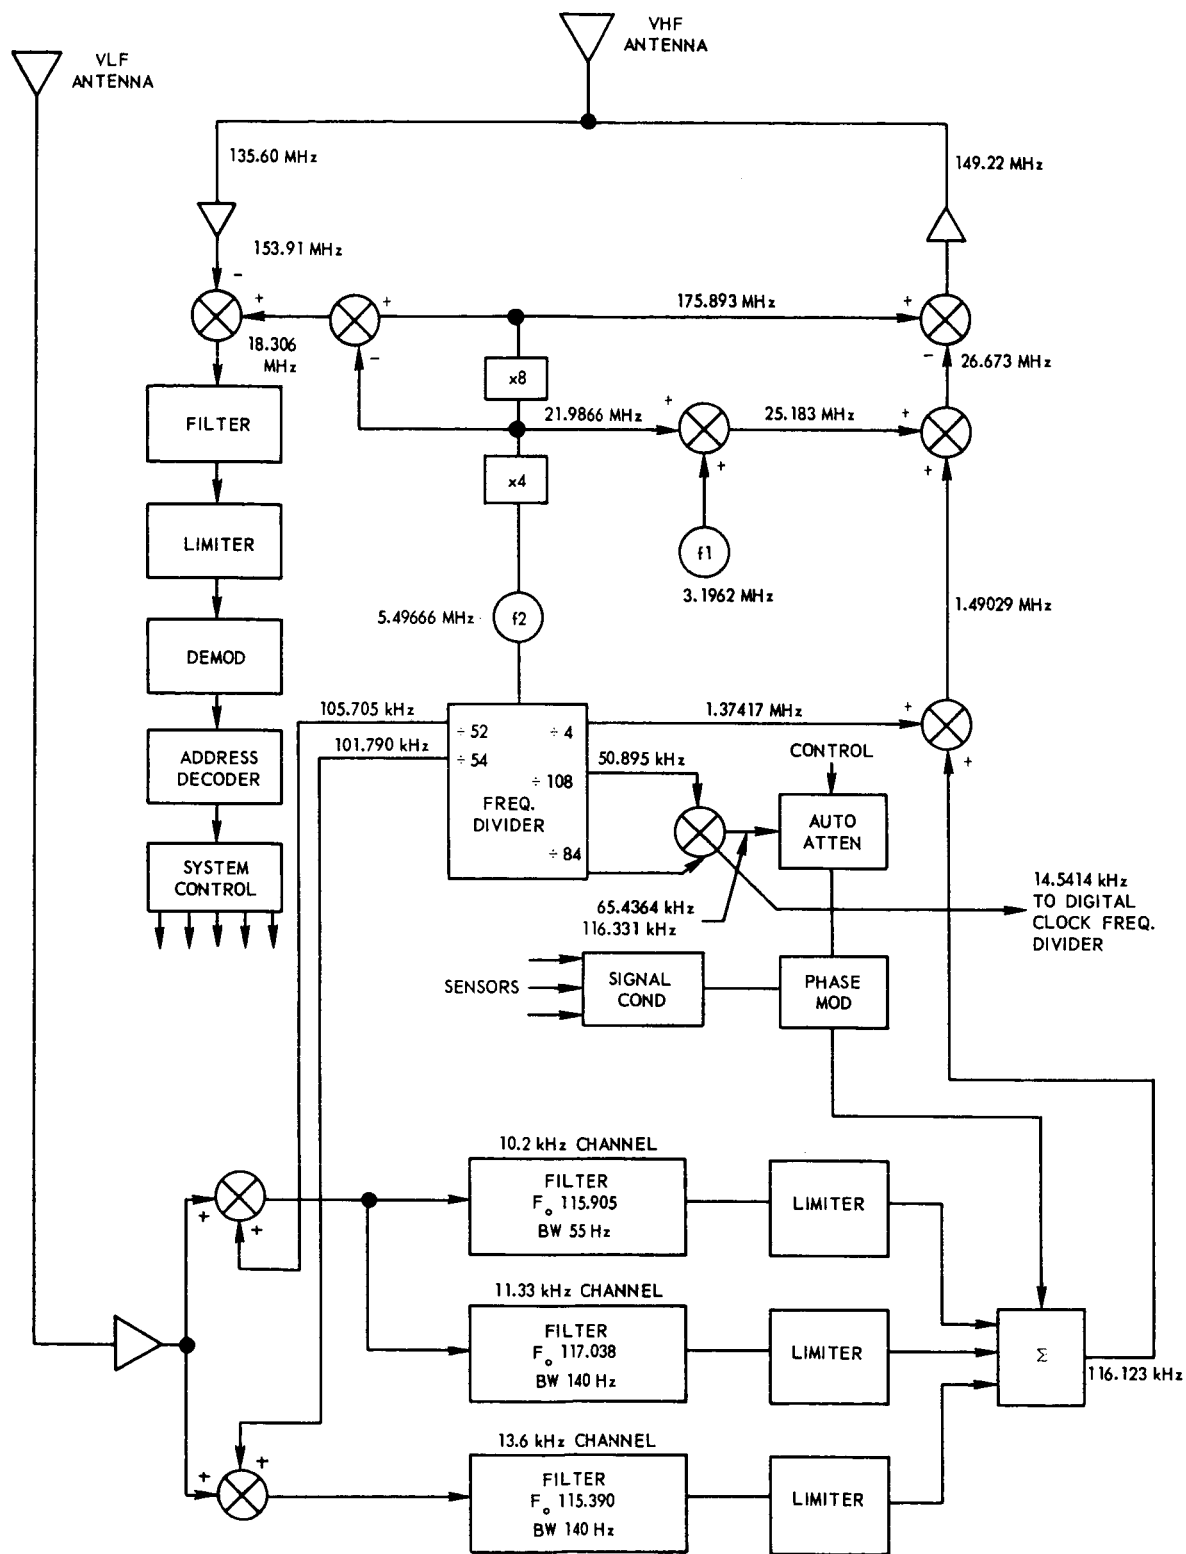 VHF
ANTENNA
VLF
ANTENNA
135.60 MHz
149.22 MHz
153.91 MHz
-
+
+
175.893 MHz
+
18.306
MHz
-
-
26.673 MHz
x8
FILTER
21.9866 MHz
+
25.183 MHz
+
+
+
x4
LIMITER
f1
3.1962 MHz
1.49029 MHz
5.49666 MHz
f2
DEMOD
105.705 kHz
1.37417 MHz
+
÷ 52
÷ 4
101.790 kHz
50.895 kHz
CONTROL
+
ADDRESS
DECODER
÷ 54
÷ 108
FREQ.
DIVIDER
AUTO
ATTEN
÷ 84
SYSTEM
CONTROL
65.4364 kHz
116.331 kHz
14.5414 kHz
TO DIGITAL
CLOCK FREQ.
DIVIDER
SENSORS
SIGNAL
COND
PHASE
MOD
10.2 kHz CHANNEL
FILTER
Fo 115.905
BW 55 Hz
LIMITER
+
+
11.33 kHz CHANNEL
FILTER
Fo 117.038
BW 140 Hz
LIMITER
Σ
116.123 kHz
13.6 kHz CHANNEL
+
+
FILTER
Fo 115.390
BW 140 Hz
LIMITER